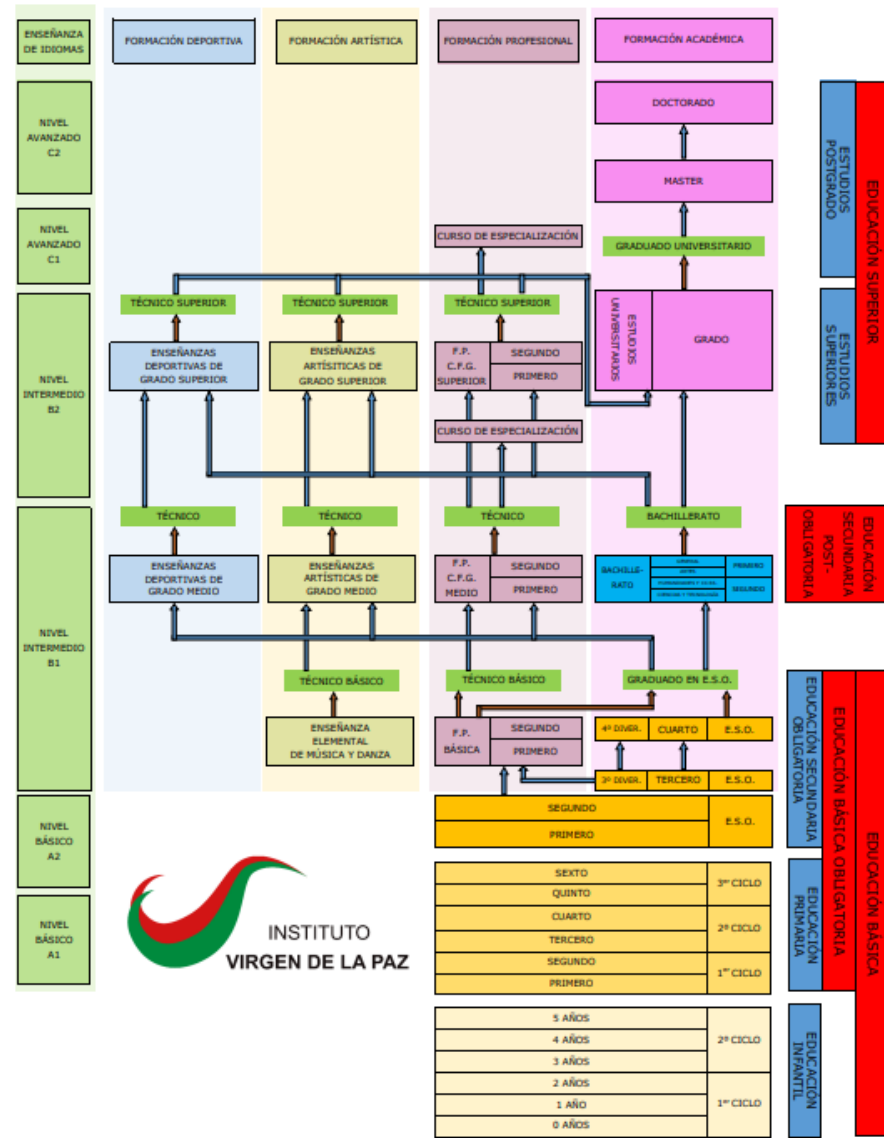 ENSEÑANZA
DE IDIOMAS
FORMACIÓN DEPORTIVA
FORMACIÓN ARTÍSTICA
FORMACIÓN PROFESIONAL
FORMACIÓN ACADÉMICA
NIVEL
AVANZADO
C2
DOCTORADO
MASTER
ESTUDIOS
POSTGRADO
EDUCACIÓN SUPERIOR
NIVEL
AVANZADO
C1
CURSO DE ESPECIALIZACIÓN
GRADUADO UNIVERSITARIO
NIVEL
INTERMEDIO
B2
TÉCNICO SUPERIOR
TÉCNICO SUPERIOR
TÉCNICO SUPERIOR
ENSEÑANZAS
DEPORTIVAS DE
GRADO SUPERIOR
ENSEÑANZAS
ARTÍSITICAS DE
GRADO SUPERIOR
F.P.
C.F.G.
SUPERIOR
SEGUNDO
PRIMERO
ESTUDIOS
UNIVERSITARIOS
GRADO
ESTUDIOS
SUPERIORES
CURSO DE ESPECIALIZACIÓN
NIVEL
INTERMEDIO
B1
TÉCNICO
TÉCNICO
TÉCNICO
BACHILLERATO
ENSEÑANZAS
DEPORTIVAS DE
GRADO MEDIO
ENSEÑANZAS
ARTÍSTICAS DE
GRADO MEDIO
F.P.
C.F.G.
MEDIO
SEGUNDO
PRIMERO
BACHILLE-
RATO
GENERAL
ARTES
CIENCIAS Y TECNOLOGÍA
PRIMERO
SEGUNDO
EDUCACIÓN
SECUNDARIA
POST-
OBLIGATORIA
TÉCNICO BÁSICO
TÉCNICO BÁSICO
GRADUADO EN E.S.O.
ENSEÑANZA
ELEMENTAL
DE MÚSICA Y DANZA
F.P.
BÁSICA
SEGUNDO
PRIMERO
4º DIVER.
CUARTO
E.S.O.
3º DIVER.
TERCERO
E.S.O.
EDUCACIÓN SECUNDARIA
OBLIGATORIA
EDUCACIÓN BÁSICA OBLIGATORIA
EDUCACIÓN BÁSICA
NIVEL
BÁSICO
A2
SEGUNDO
PRIMERO
E.S.O.
NIVEL
BÁSICO
A1
SEXTO
QUINTO
3er CICLO
CUARTO
TERCERO
2º CICLO
SEGUNDO
PRIMERO
1er CICLO
EDUCACIÓN
PRIMARIA
INSTITUTO
VIRGEN DE LA PAZ
5 AÑOS
4 AÑOS
3 AÑOS
2º CICLO
2 AÑOS
1 AÑO
0 AÑOS
1er CICLO
EDUCACIÓN
INFANTIL